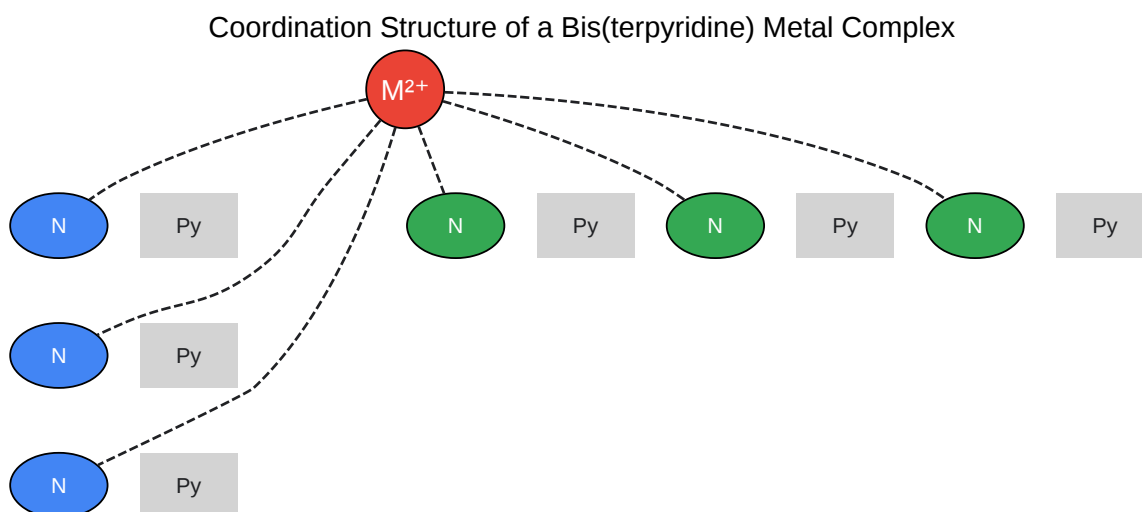 Coordination Structure of a Bis(terpyridine) Metal Complex
M²⁺
N Py N Py N Py N Py
N Py
N Py